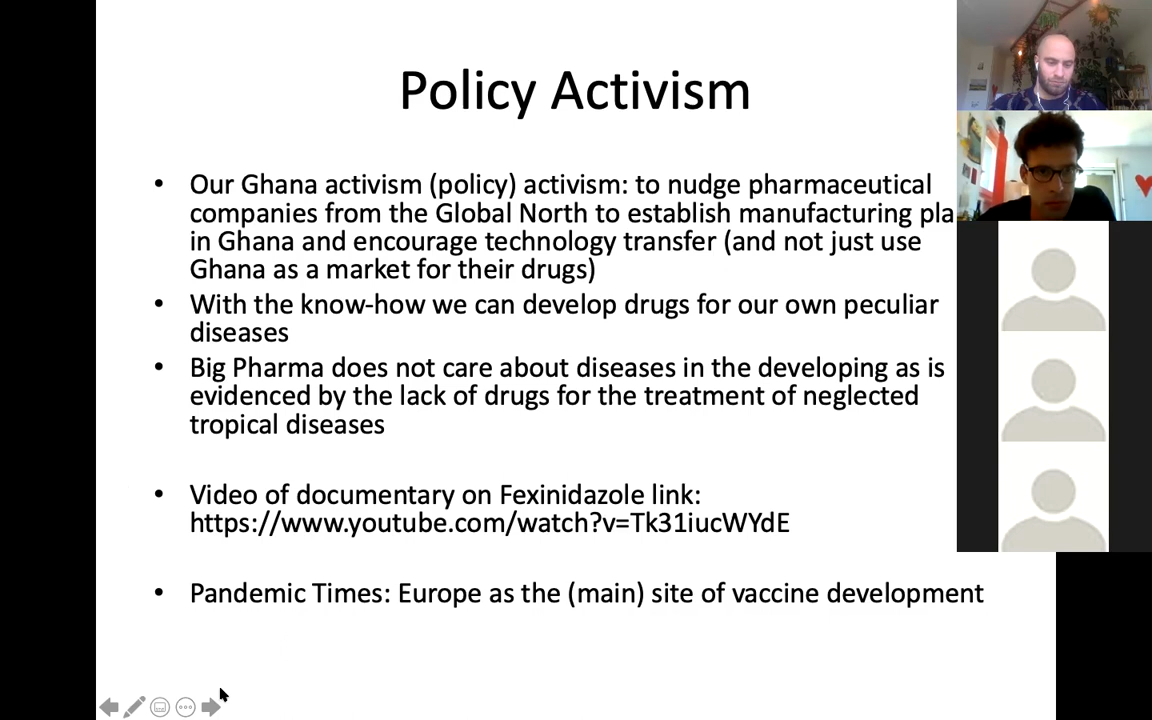 Policy Activism
• Our Ghana activism (policy) activism: to nudge pharmaceutical
companies from the Global North to establish manufacturing pla
in Ghana and encourage technology transfer (and not just use
Ghana as a market for their drugs)
• With the know-how we can develop drugs for our own peculiar
diseases
• Big Pharma does not care about diseases in the developing as is
evidenced by the lack of drugs for the treatment of neglected
tropical diseases
• Video of documentary on Fexinidazole link:
https://www.youtube.com/watch?v=Tk31iucWYdE
• Pandemic Times: Europe as the (main) site of vaccine development